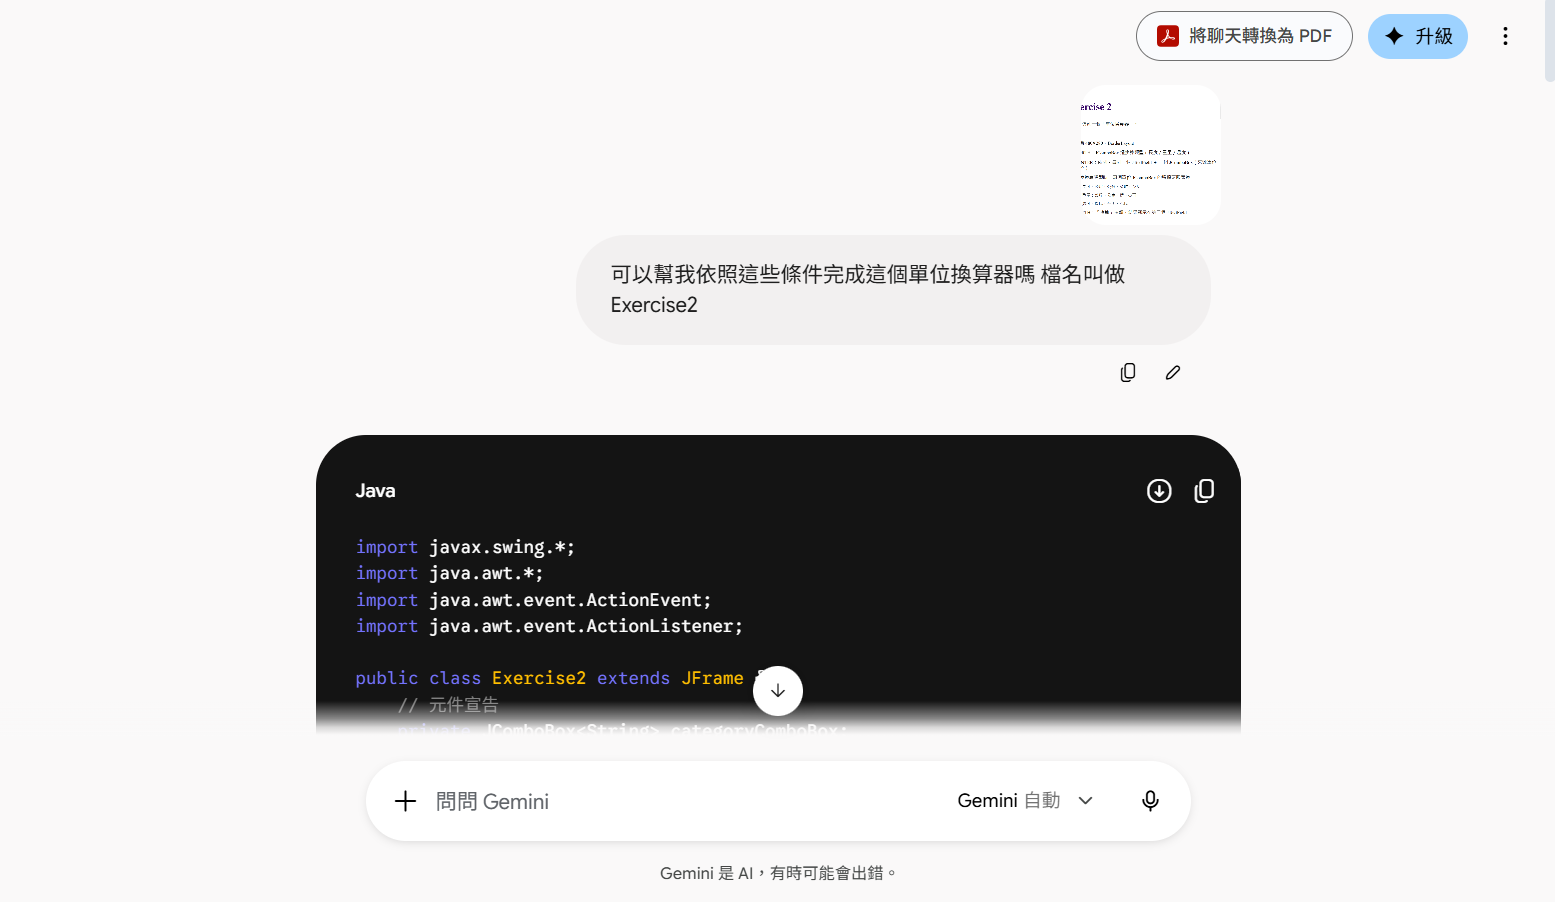 將聊天轉換為 PDF
升級
ercise 2
可以幫我依照這些條件完成這個單位換算器嗎 檔名叫做
Exercise2
Java
import javax.swing.*;
import java.awt.*;
import java.awt.event.ActionEvent;
import java.awt.event.ActionListener;
public class Exercise2 extends JFrame
// 元件宣告
private JComboBox<String> categoryComboBox;
問問 Gemini
Gemini 自動
Gemini 是 AI，有時可能會出錯。